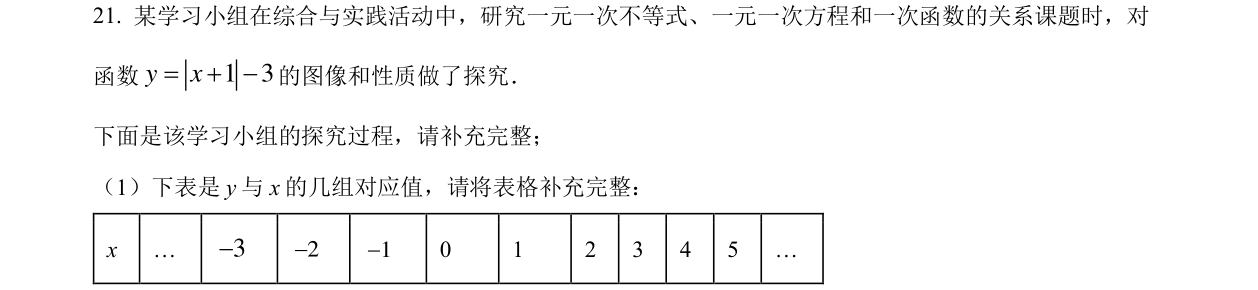 21. 某学习小组在综合与实践活动中，研究一元一次不等式、一元一次方程和一次函数的关系课题时，对
函数 y=|x+1|−3 的图像和性质做了探究．
下面是该学习小组的探究过程，请补充完整；
（1）下表是 y 与 x 的几组对应值，请将表格补充完整：
x … −3 −2 −1 0 1 2 3 4 5 …